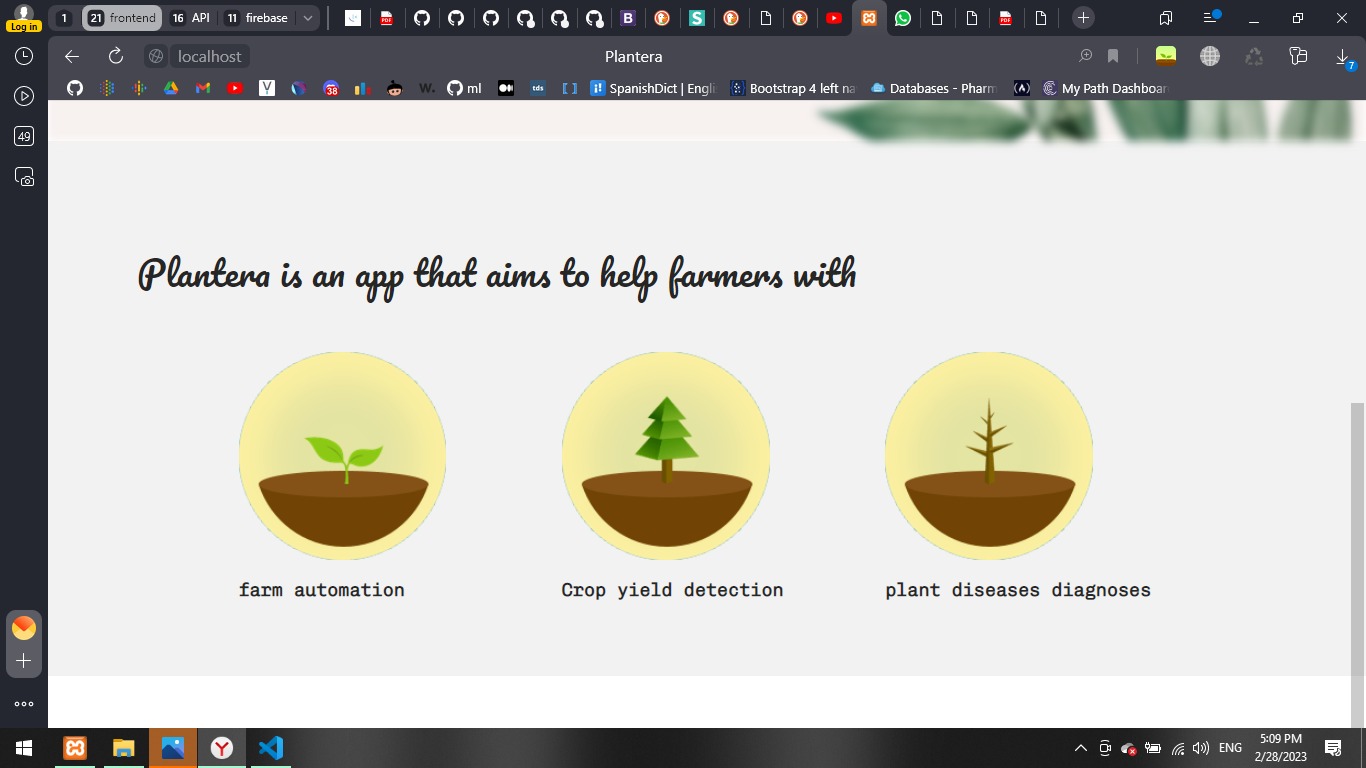 Log in
1
21 frontend
16 API
11 firebase
PDF
B
S
PDF
localhost
Plantera
7
Y
38
W.
ml
tds
[ ]
SpanishDict | Engli
Bootstrap 4 left na
Databases - Pharm
My Path Dashboar
49
Plantera is an app that aims to help farmers with
farm automation
Crop yield detection
plant diseases diagnoses
ENG
5:09 PM
2/28/2023